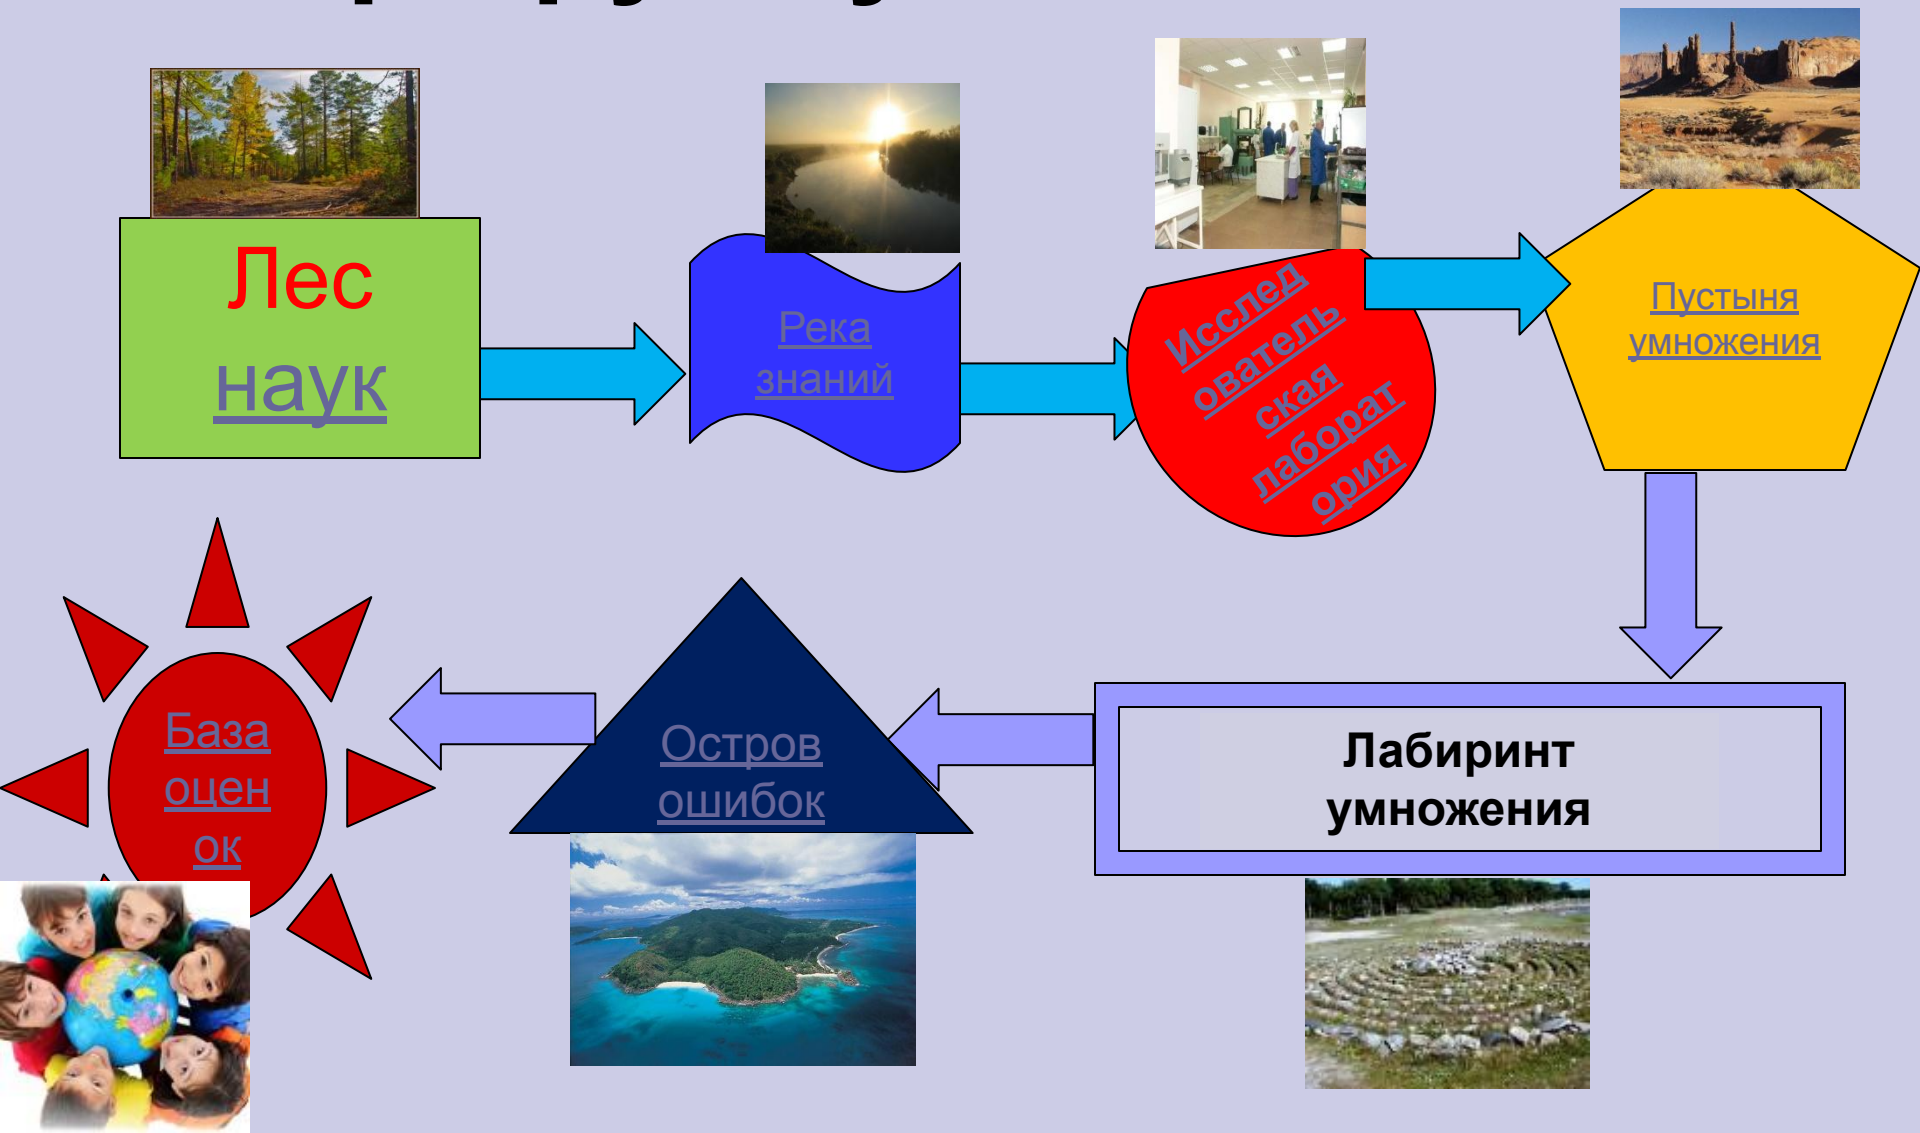 Лес
наук
Река
знаний
Исслед
ователь
ская
лаборат
ория
Пустыня
умножения
База
оцен
ок
Остров
ошибок
Лабиринт
умножения